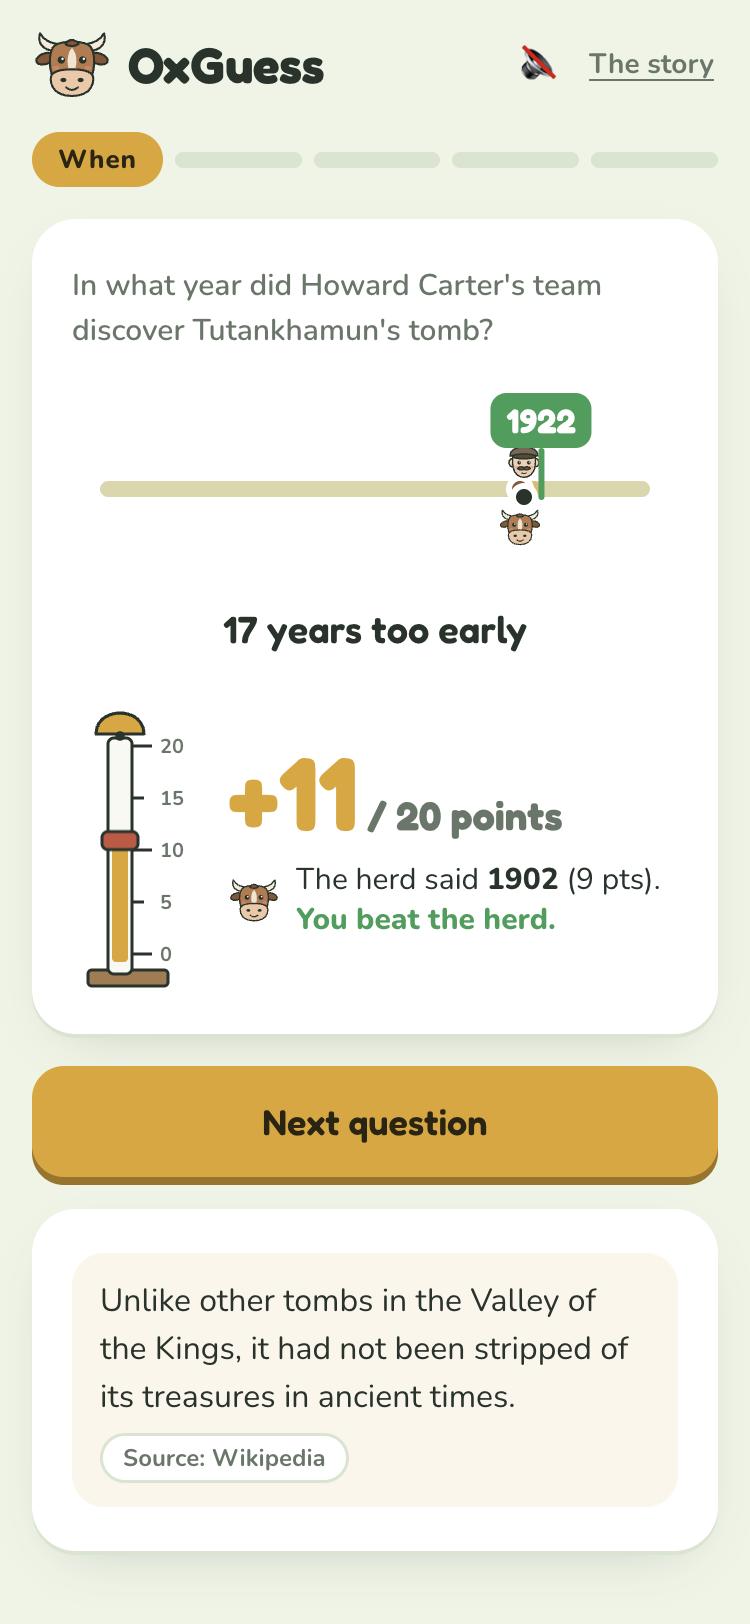 OxGuess
The story
When
In what year did Howard Carter's team
discover Tutankhamun's tomb?
1922
17 years too early
20
15
10
5
0
+11 / 20 points
The herd said 1902 (9 pts).
You beat the herd.
Next question
Unlike other tombs in the Valley of
the Kings, it had not been stripped of
its treasures in ancient times.
Source: Wikipedia